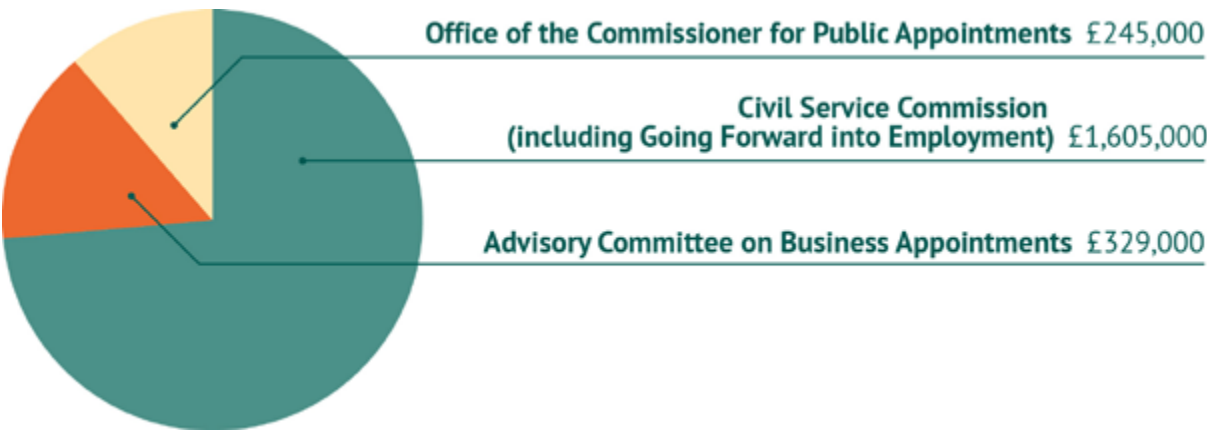 Office of the Commissioner for Public Appointments £245,000
Civil Service Commission
(including Going Forward into Employment) £1,605,000
Advisory Committee on Business Appointments £329,000